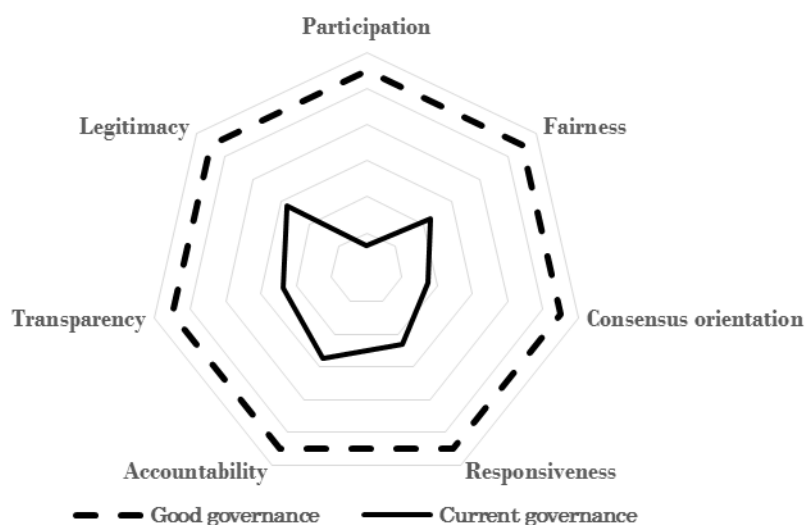 Participation
Legitimacy
Fairness
Transparency
Consensus orientation
Accountability
Responsiveness
Good governance
Current governance